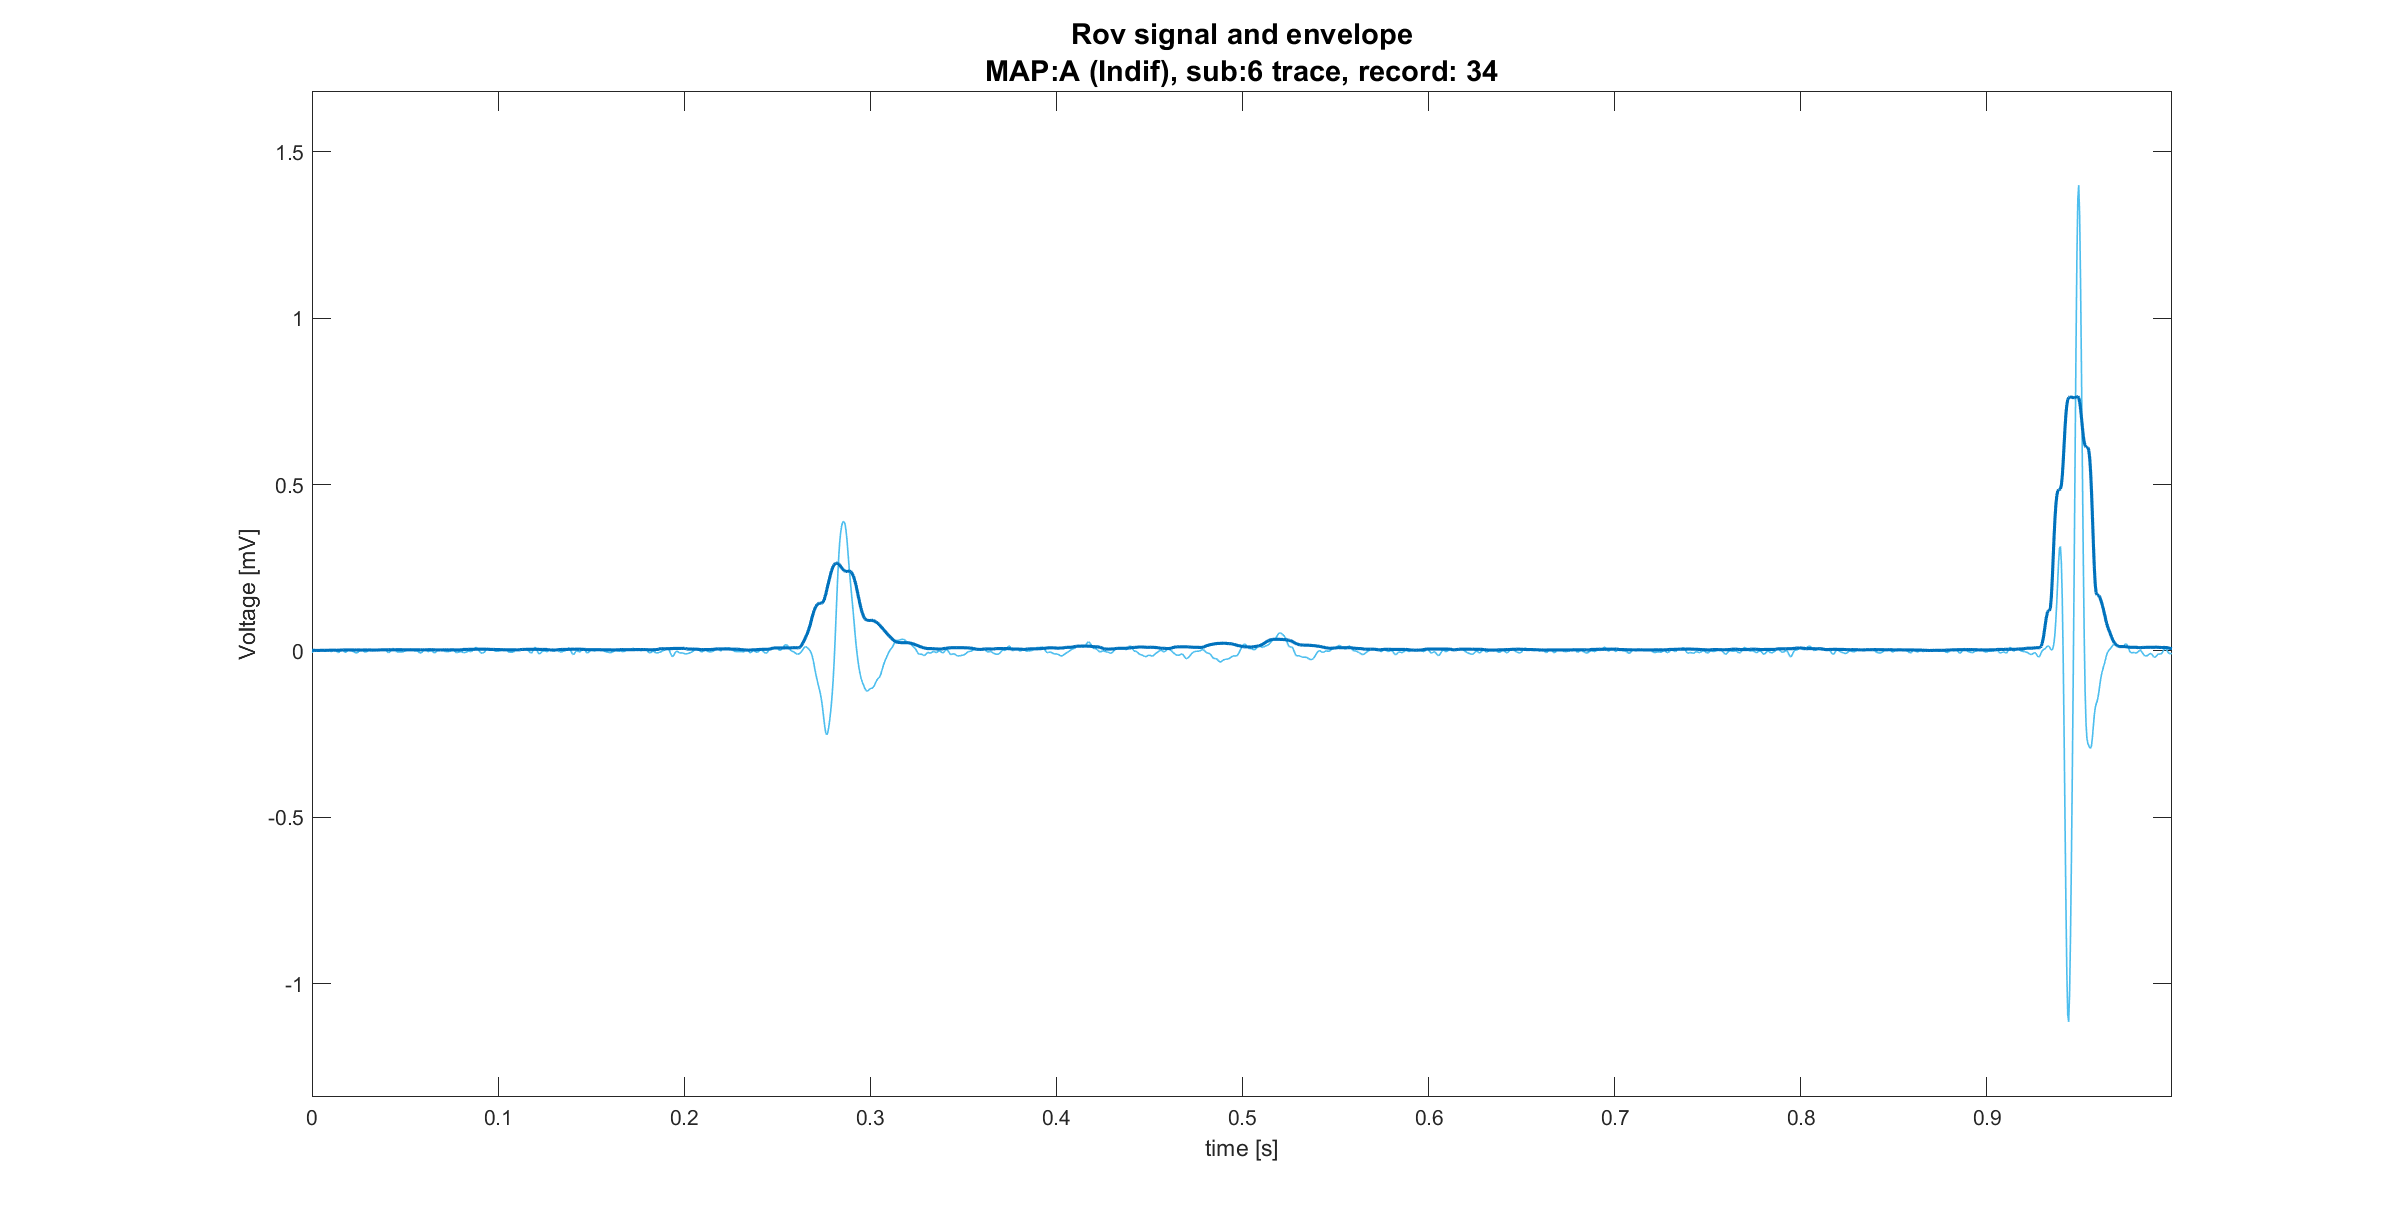 Rov signal and envelope
MAP:A (Indif), sub:6 trace, record: 34
1.5
1
0.5
0
-0.5
-1
Voltage [mV]
0 0.1 0.2 0.3 0.4 0.5 0.6 0.7 0.8 0.9
time [s]